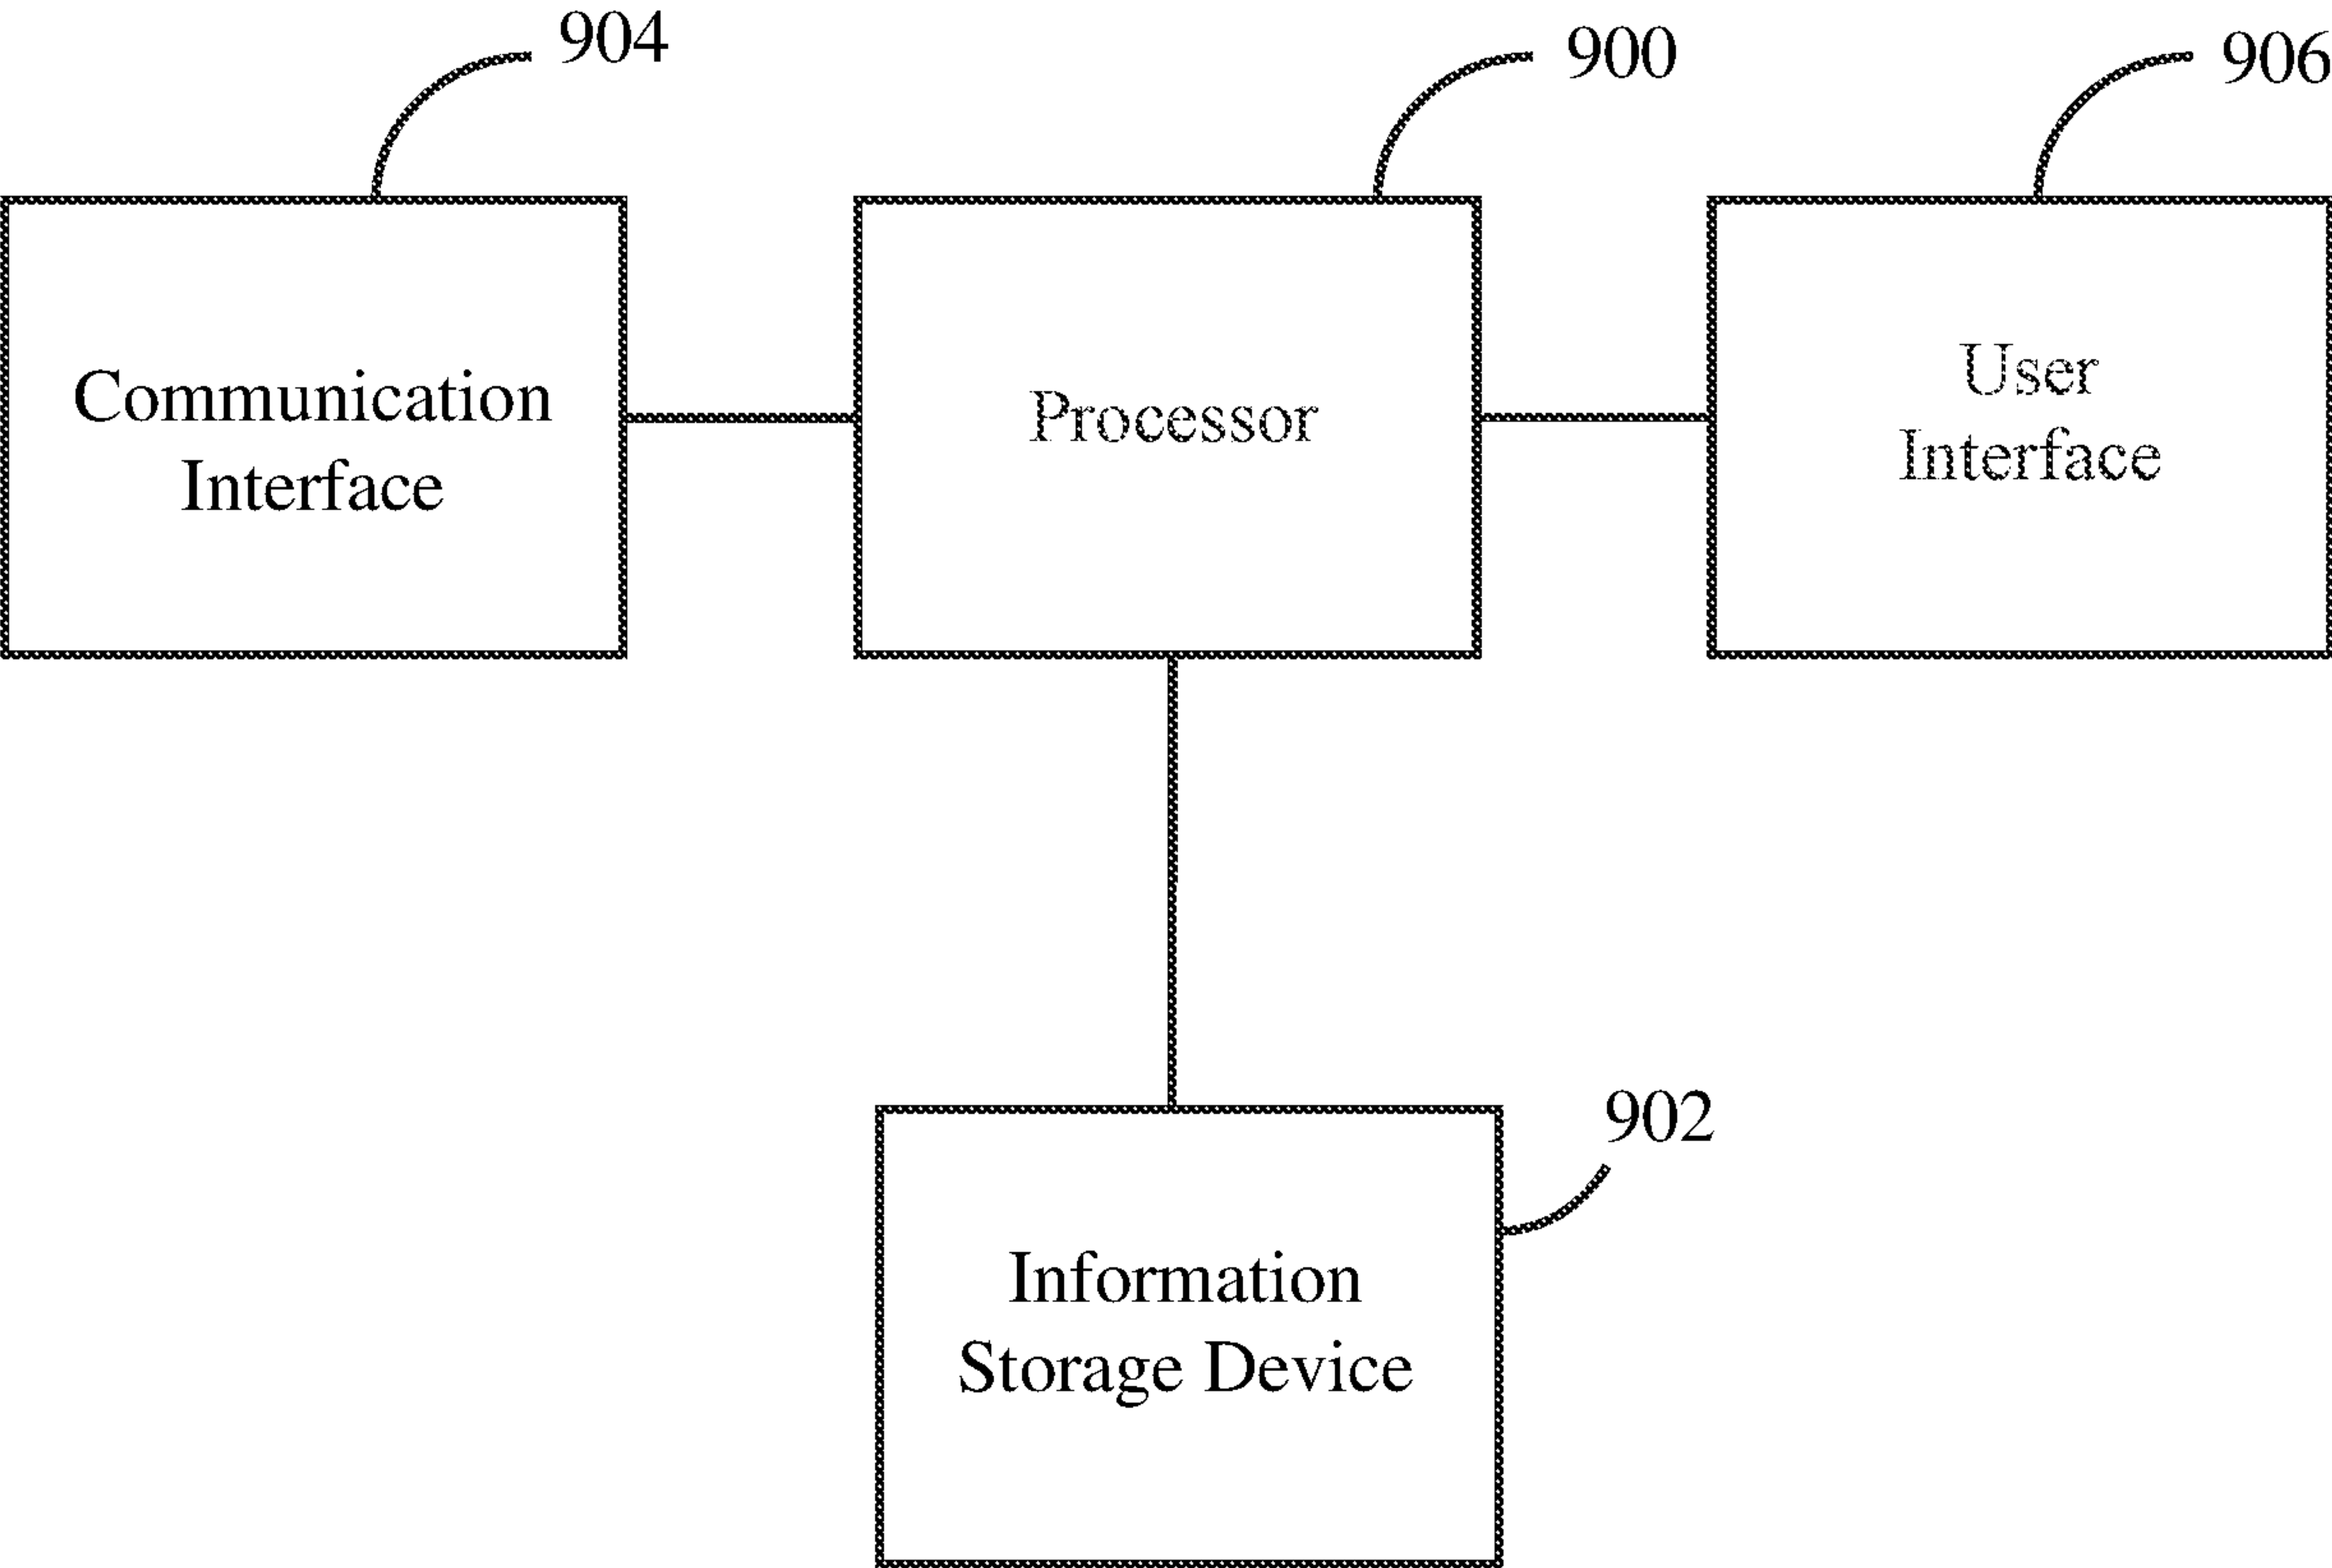 904
900
906
Communication
Interface
Processor
User
Interface
902
Information
Storage Device